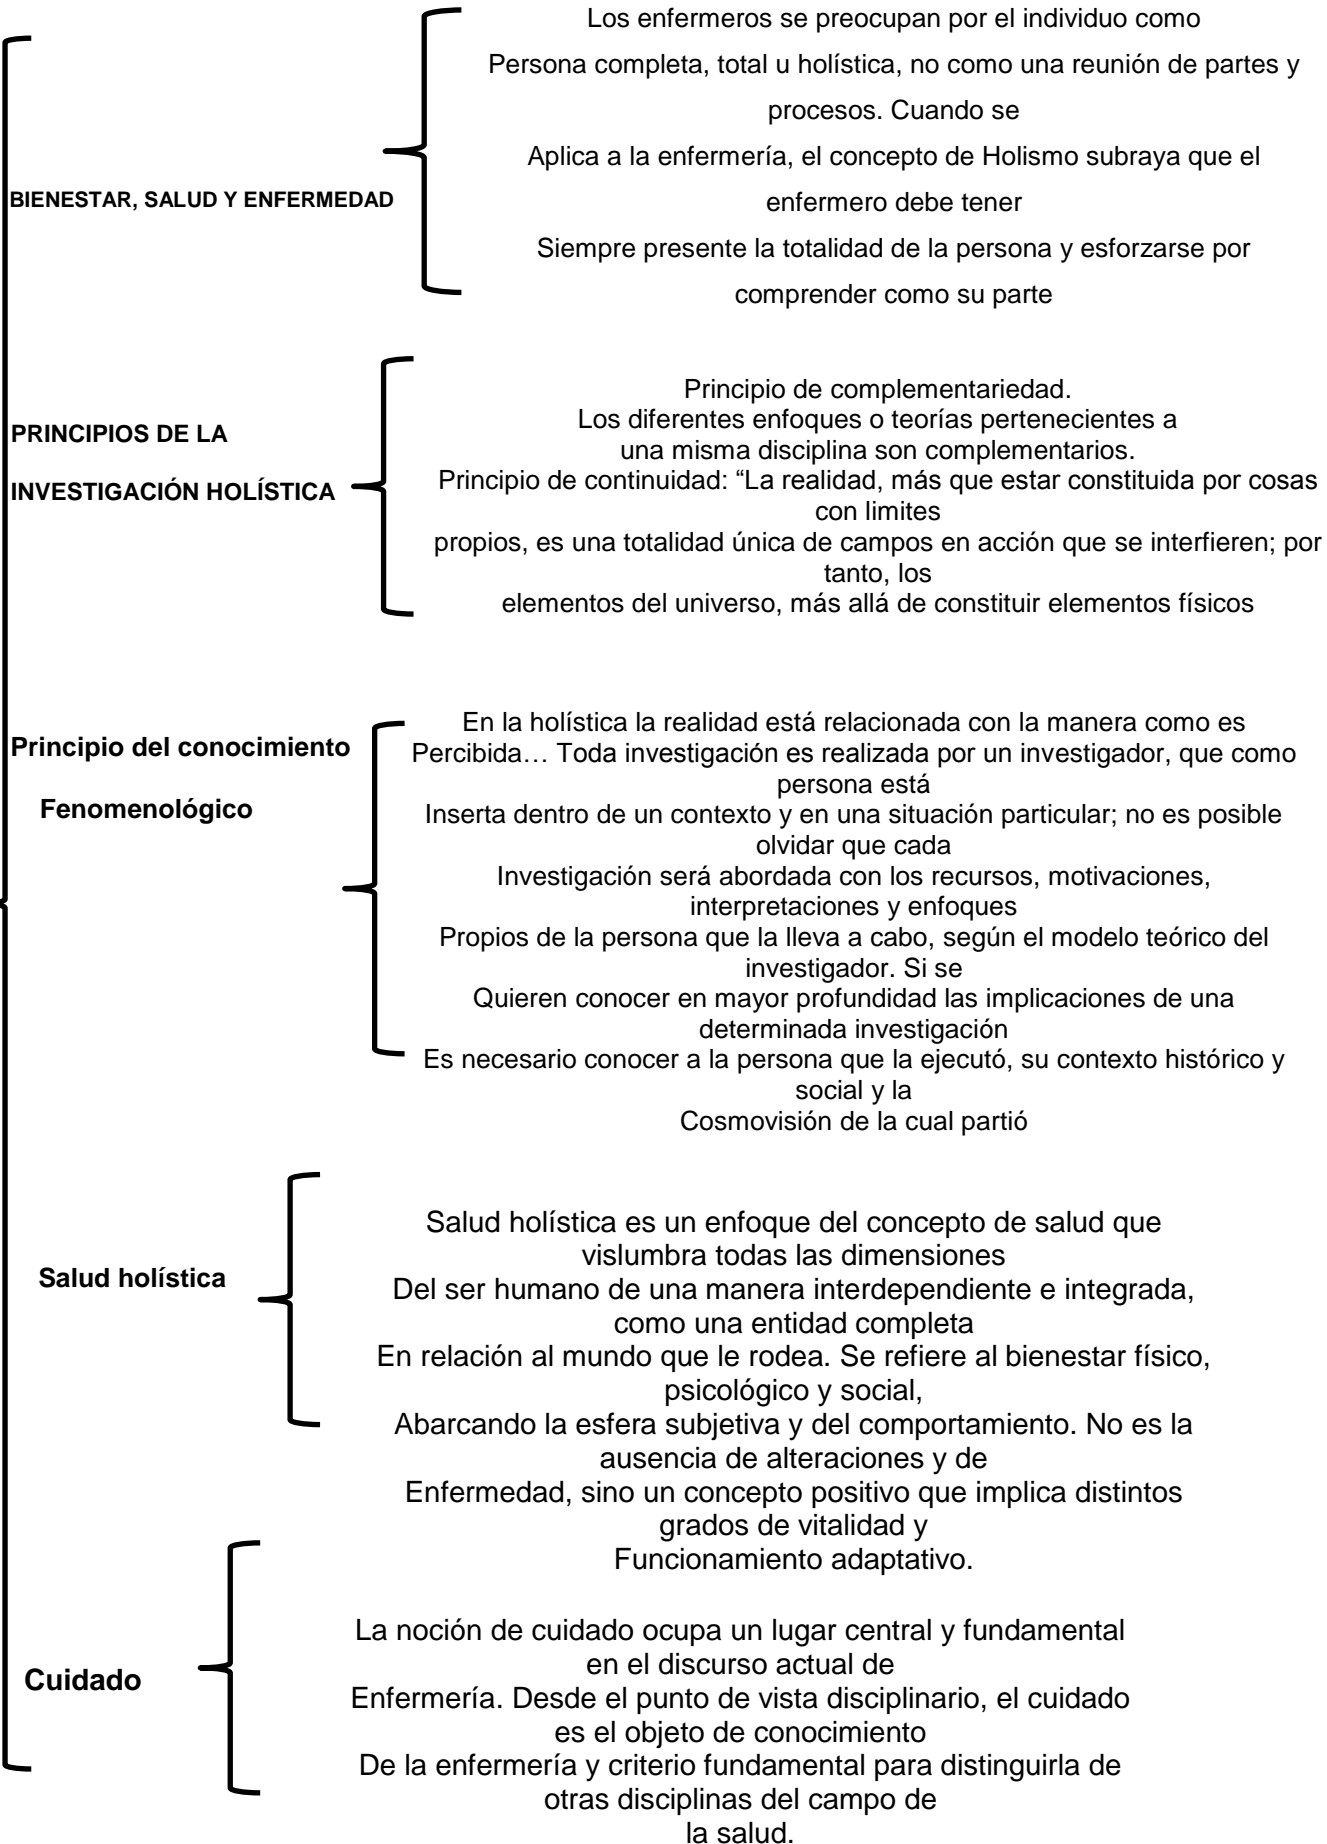 Los enfermeros se preocupan por el individuo como
Persona completa, total u holística, no como una reunión de partes y
procesos. Cuando se
Aplica a la enfermería, el concepto de Holismo subraya que el
enfermero debe tener
Siempre presente la totalidad de la persona y esforzarse por
comprender como su parte
BIENESTAR, SALUD Y ENFERMEDAD
PRINCIPIOS DE LA
INVESTIGACIÓN HOLÍSTICA
Principio de complementariedad.
Los diferentes enfoques o teorías pertenecientes a
una misma disciplina son complementarios.
Principio de continuidad: “La realidad, más que estar constituida por cosas
con limites
propios, es una totalidad única de campos en acción que se interfieren; por
tanto, los
elementos del universo, más allá de constituir elementos físicos
Principio del conocimiento
Fenomenológico
En la holística la realidad está relacionada con la manera como es
Percibida… Toda investigación es realizada por un investigador, que como
persona está
Inserta dentro de un contexto y en una situación particular; no es posible
olvidar que cada
Investigación será abordada con los recursos, motivaciones,
interpretaciones y enfoques
Propios de la persona que la lleva a cabo, según el modelo teórico del
investigador. Si se
Quieren conocer en mayor profundidad las implicaciones de una
determinada investigación
Es necesario conocer a la persona que la ejecutó, su contexto histórico y
social y la
Cosmovisión de la cual partió
Salud holística
Salud holística es un enfoque del concepto de salud que
vislumbra todas las dimensiones
Del ser humano de una manera interdependiente e integrada,
como una entidad completa
En relación al mundo que le rodea. Se refiere al bienestar físico,
psicológico y social,
Abarcando la esfera subjetiva y del comportamiento. No es la
ausencia de alteraciones y de
Enfermedad, sino un concepto positivo que implica distintos
grados de vitalidad y
Funcionamiento adaptativo.
Cuidado
La noción de cuidado ocupa un lugar central y fundamental
en el discurso actual de
Enfermería. Desde el punto de vista disciplinario, el cuidado
es el objeto de conocimiento
De la enfermería y criterio fundamental para distinguirla de
otras disciplinas del campo de
la salud.